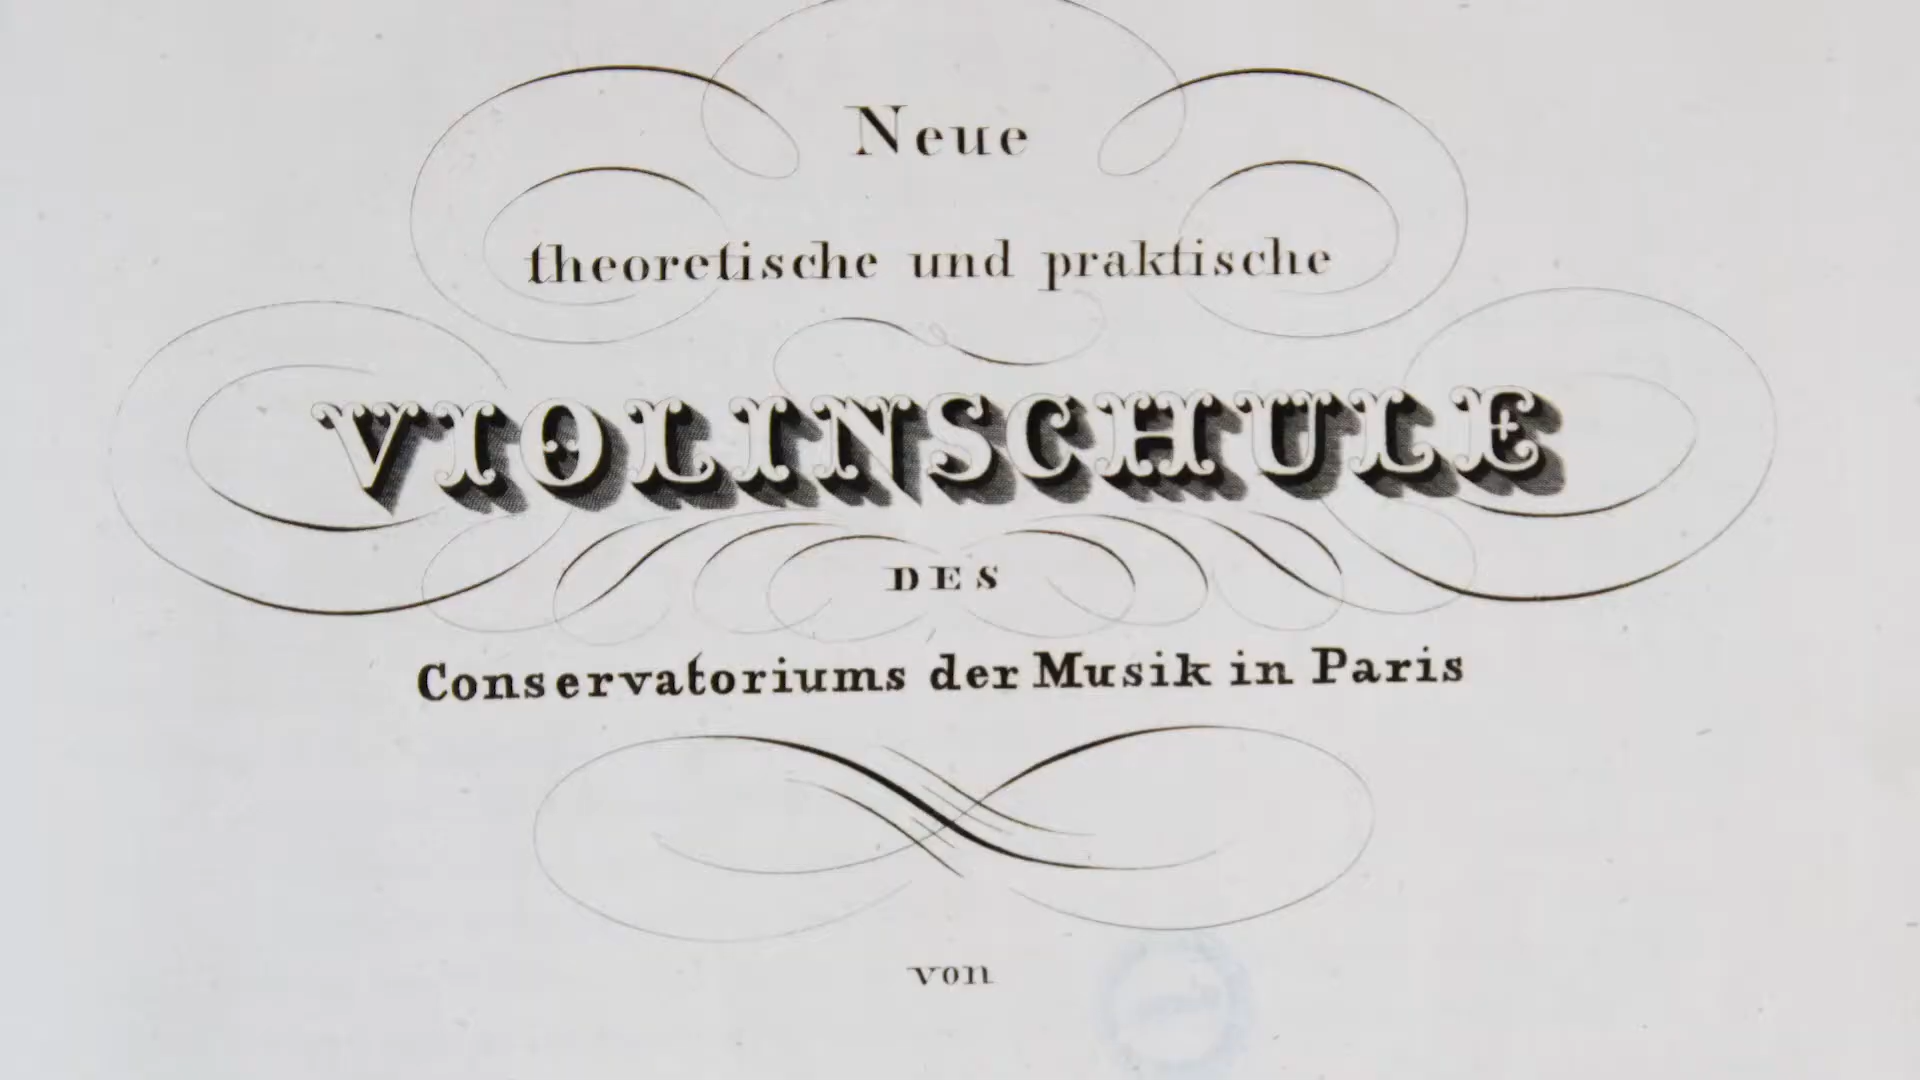 Neue
theoretische und praktische
VIOLINSCHULE
DES
Conservatoriums der Musik in Paris
von